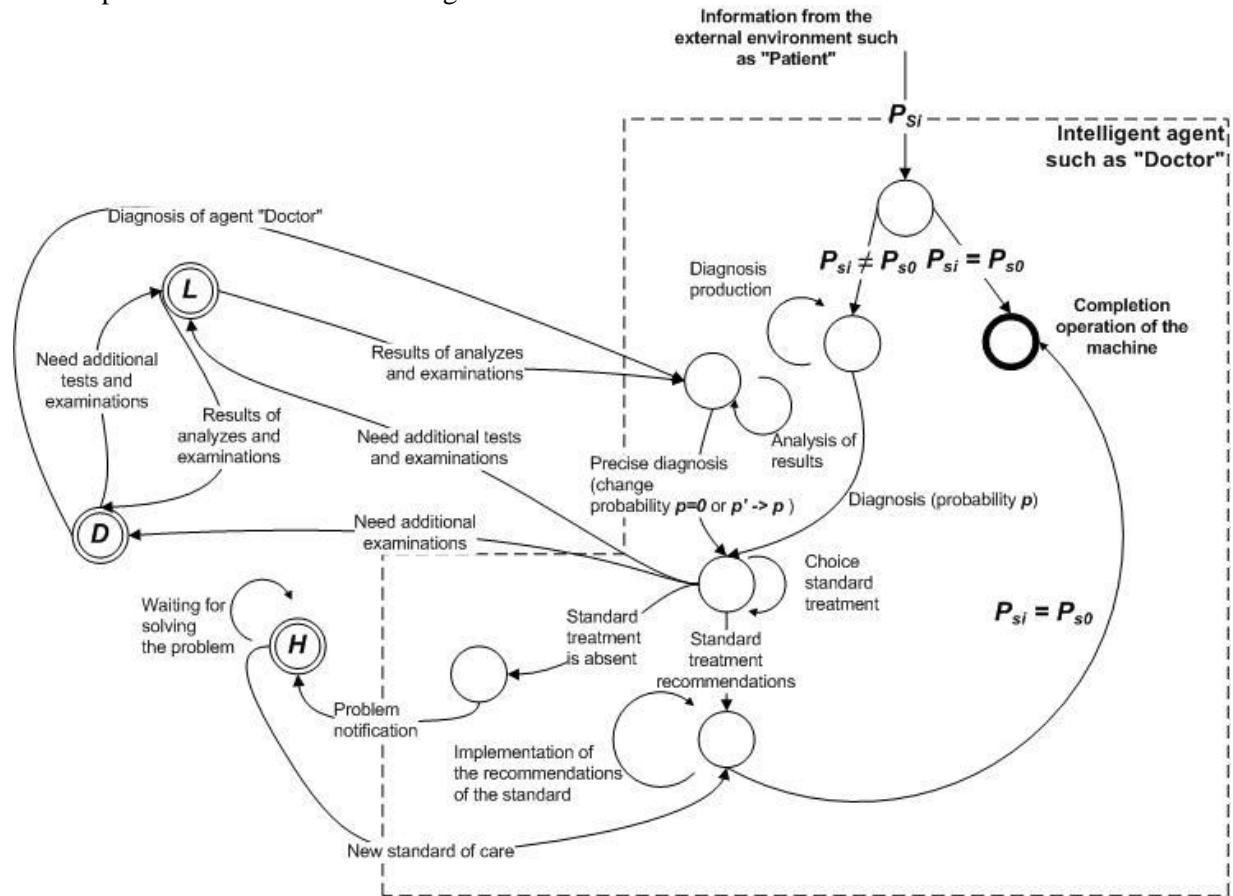 Information from the
external environment such
as "Patient"
P_Si
Intelligent agent
such as "Doctor"
Diagnosis of agent "Doctor"
P_si ≠ P_s0 P_si = P_s0
Diagnosis
production
L
Completion
operation of the
machine
Need additional
tests and
examinations
Results of analyzes
and examinations
Results of
analyzes and
examinations
Need additional tests
and examinations
Analysis of
results
Precise diagnosis
(change
probability p=0 or p' -> p )
Diagnosis (probability p)
D
Need additional
examinations
Choice
standard
treatment
Waiting for
solving
the problem
H
Standard
treatment
is absent
Standard
treatment
recommendations
P_si = P_s0
Problem
notification
Implementation of
the recommendations
of the standard
New standard of care